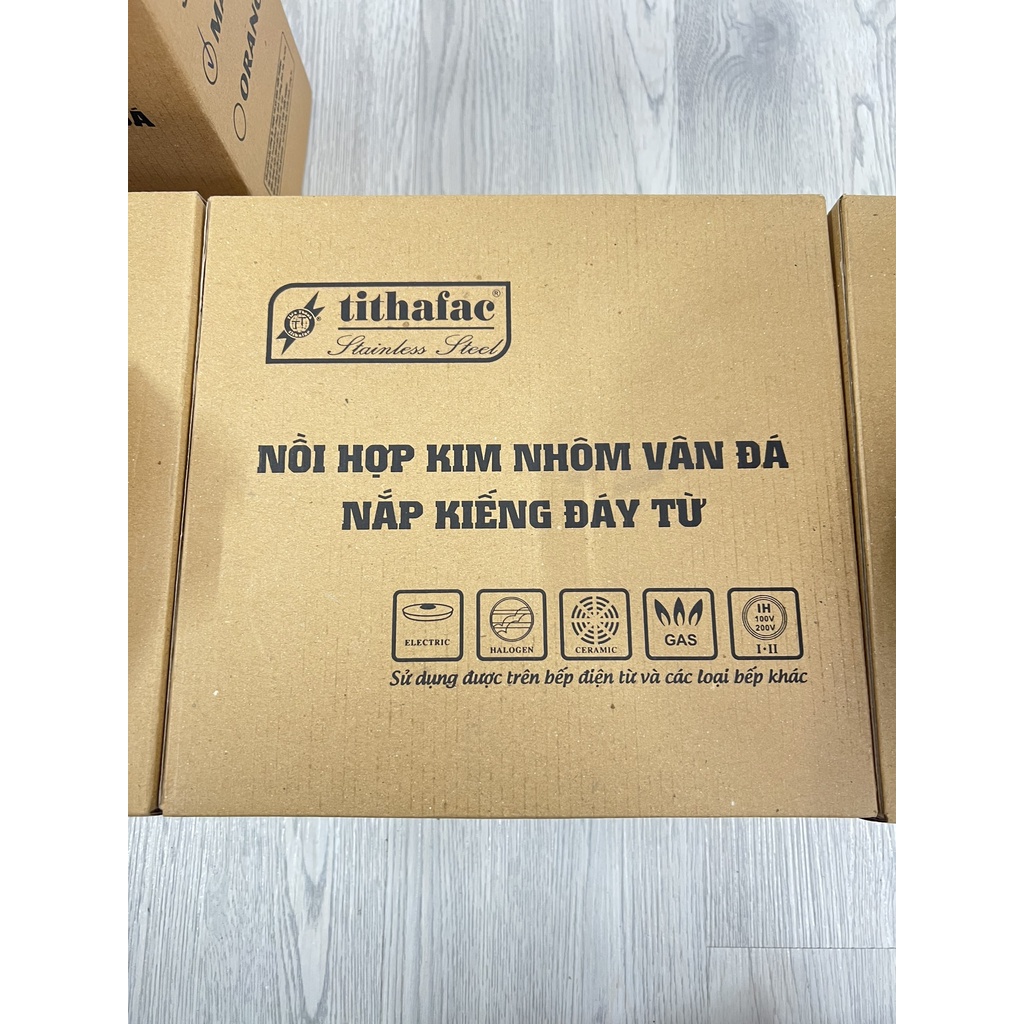 ORANG
tithafac®
Stainless Steel
NỒI HỢP KIM NHÔM VÂN ĐÁ
NẮP KIẾNG ĐÁY TỪ
ELECTRIC
HALOGEN
CERAMIC
GAS
IH
100V
200V
I·II
Sử dụng được trên bếp điện từ và các loại bếp khác